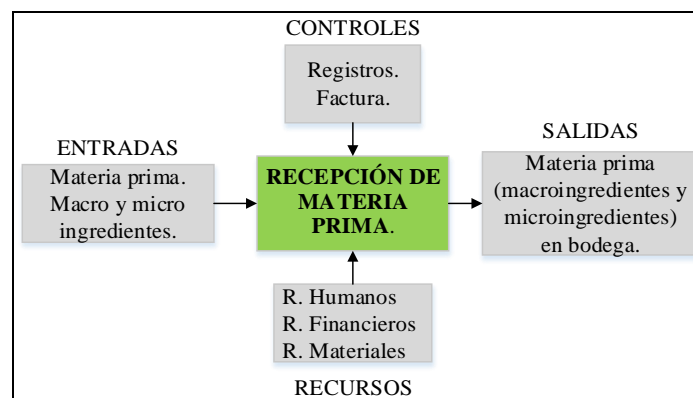 CONTROLES
Registros.
Factura.
ENTRADAS
Materia prima.
Macro y micro
ingredientes.
RECEPCIÓN DE
MATERIA
PRIMA.
SALIDAS
Materia prima
(macroingredientes y
microingredientes)
en bodega.
R. Humanos
R. Financieros
R. Materiales
RECURSOS